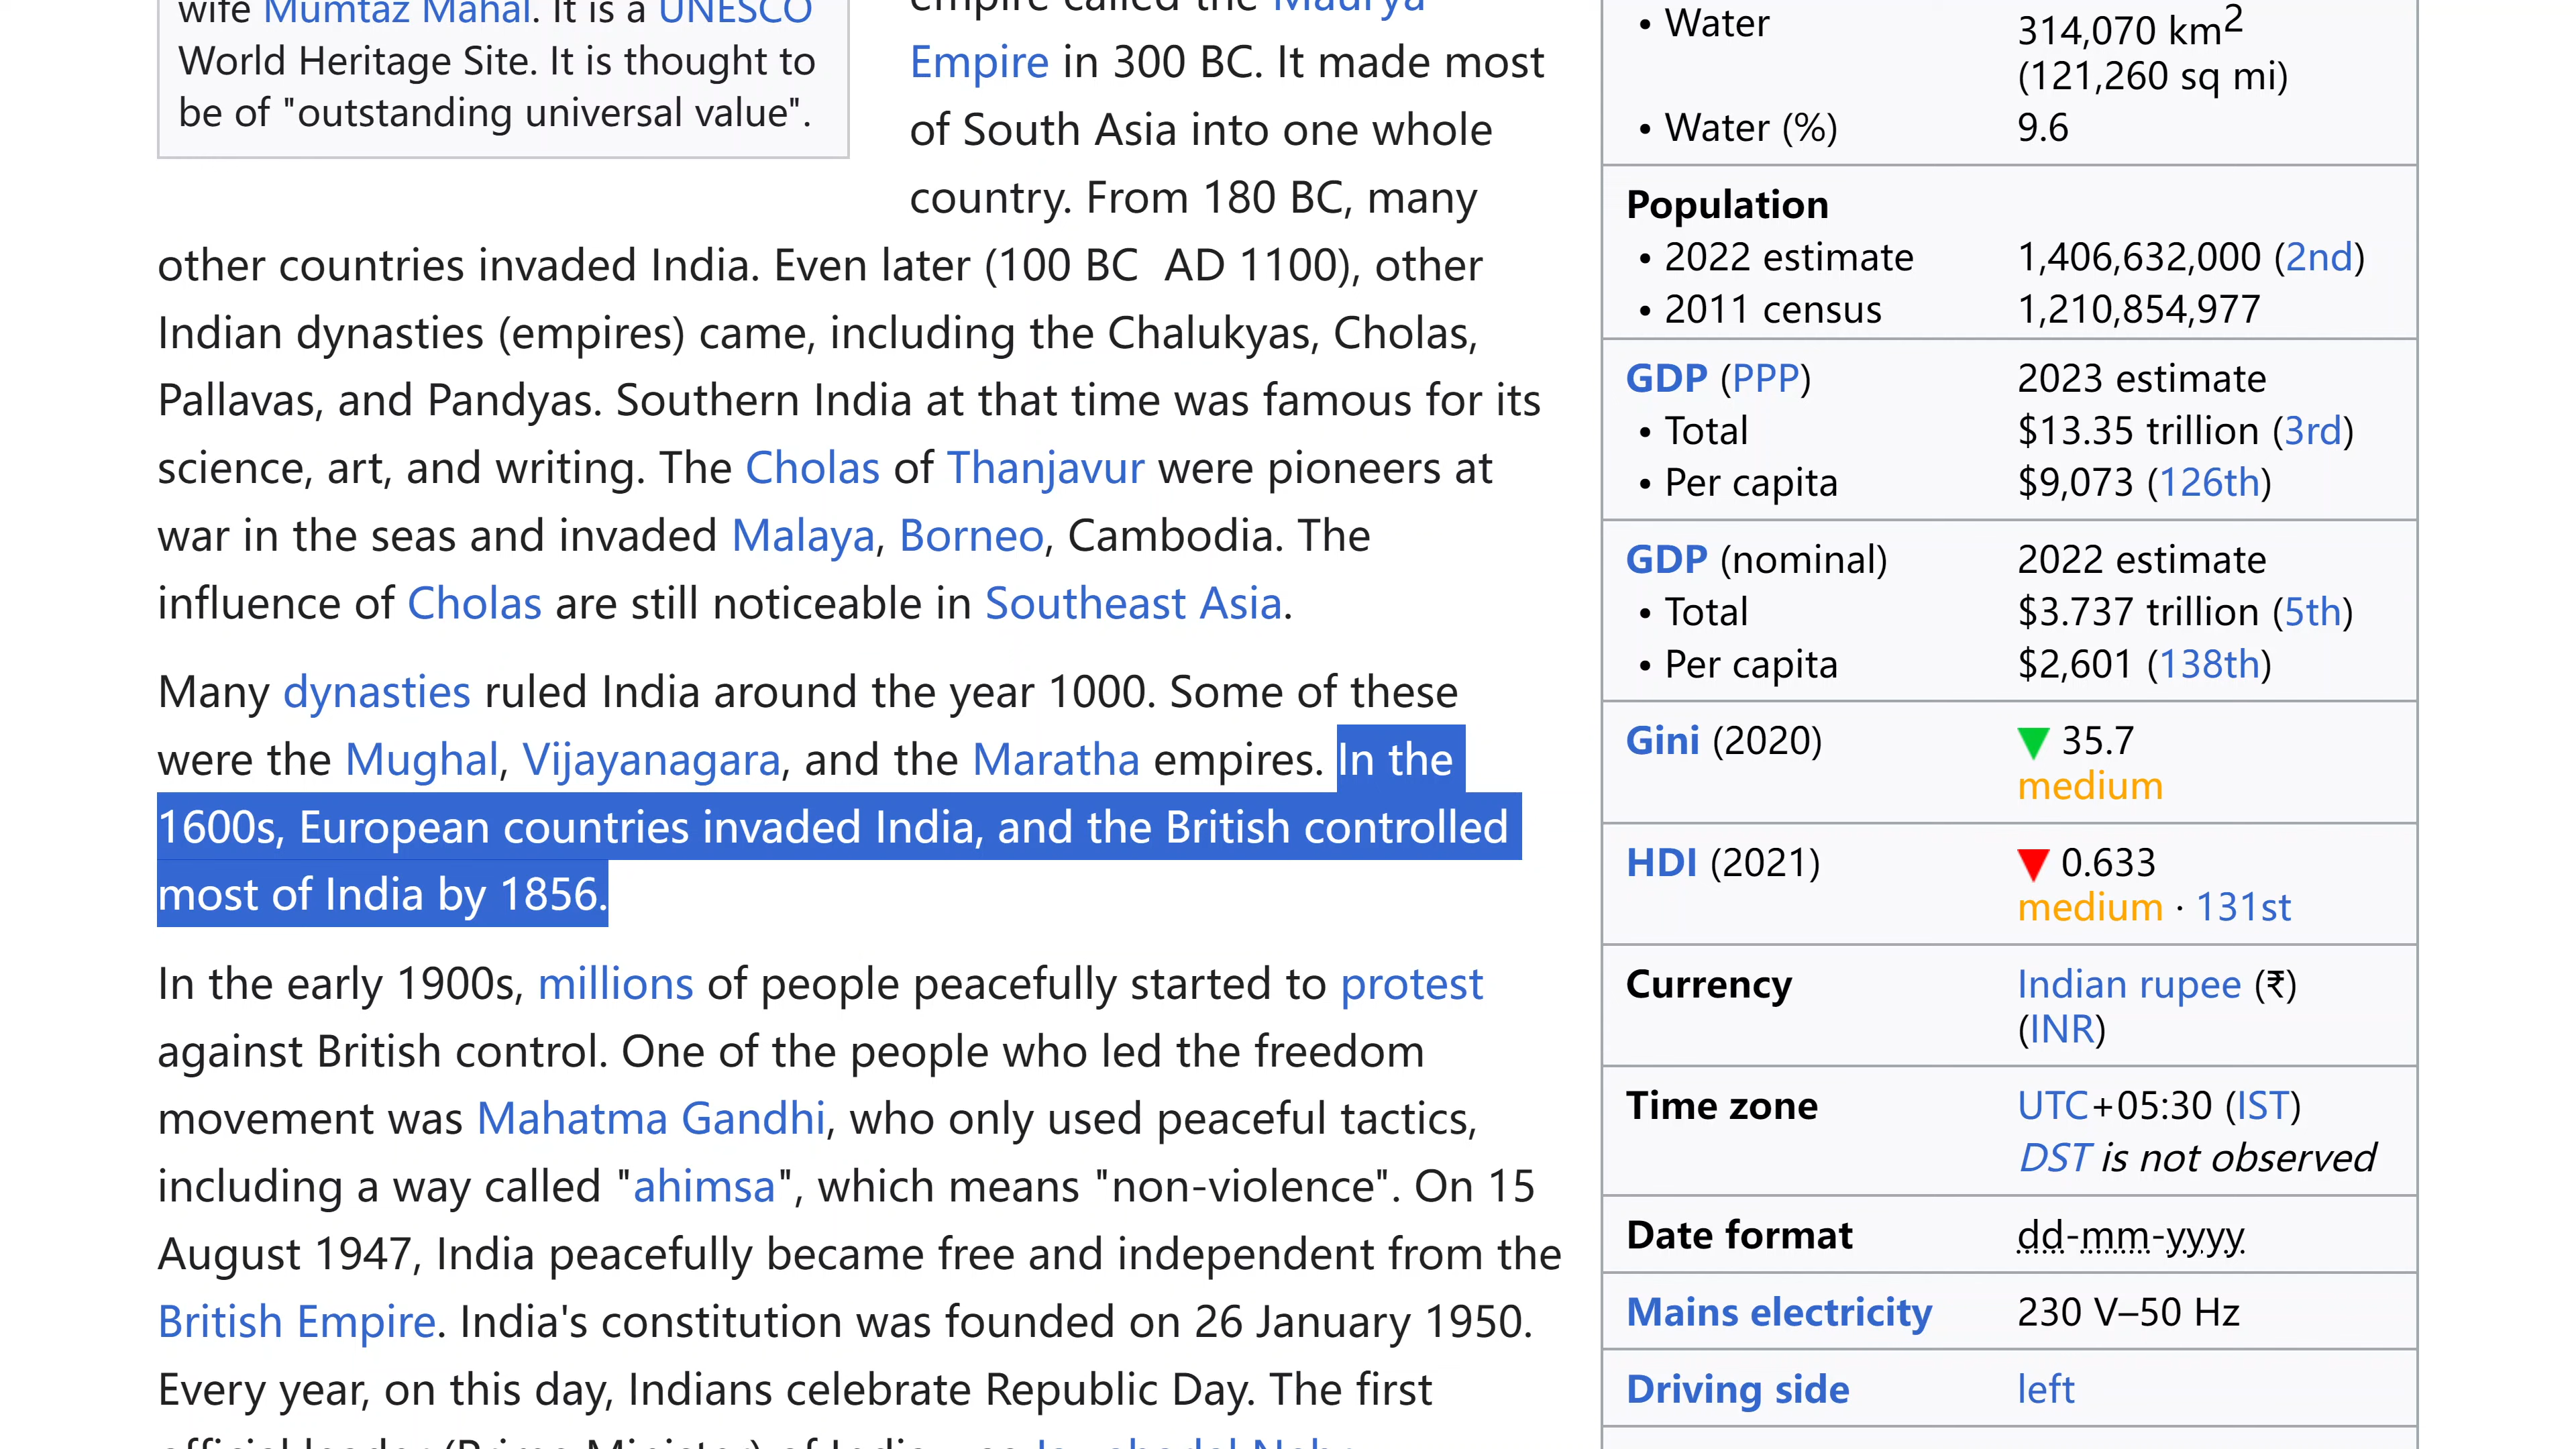 wife Mumtaz Mahal. It is a UNESCO
World Heritage Site. It is thought to
be of "outstanding universal value".
empire called the Maurya
Empire in 300 BC. It made most
of South Asia into one whole
country. From 180 BC, many
other countries invaded India. Even later (100 BC  AD 1100), other
Indian dynasties (empires) came, including the Chalukyas, Cholas,
Pallavas, and Pandyas. Southern India at that time was famous for its
science, art, and writing. The Cholas of Thanjavur were pioneers at
war in the seas and invaded Malaya, Borneo, Cambodia. The
influence of Cholas are still noticeable in Southeast Asia.
Many dynasties ruled India around the year 1000. Some of these
were the Mughal, Vijayanagara, and the Maratha empires. In the
1600s, European countries invaded India, and the British controlled
most of India by 1856.
In the early 1900s, millions of people peacefully started to protest
against British control. One of the people who led the freedom
movement was Mahatma Gandhi, who only used peaceful tactics,
including a way called "ahimsa", which means "non-violence". On 15
August 1947, India peacefully became free and independent from the
British Empire. India's constitution was founded on 26 January 1950.
Every year, on this day, Indians celebrate Republic Day. The first
official leader (Prime Minister) of India was Jawaharlal Nehru
• Water 314,070 km²
(121,260 sq mi)
• Water (%) 9.6
Population
• 2022 estimate 1,406,632,000 (2nd)
• 2011 census 1,210,854,977
GDP (PPP) 2023 estimate
• Total $13.35 trillion (3rd)
• Per capita $9,073 (126th)
GDP (nominal) 2022 estimate
• Total $3.737 trillion (5th)
• Per capita $2,601 (138th)
Gini (2020) ▼ 35.7
medium
HDI (2021) ▼ 0.633
medium · 131st
Currency Indian rupee (₹)
(INR)
Time zone UTC+05:30 (IST)
DST is not observed
Date format dd-mm-yyyy
Mains electricity 230 V–50 Hz
Driving side left